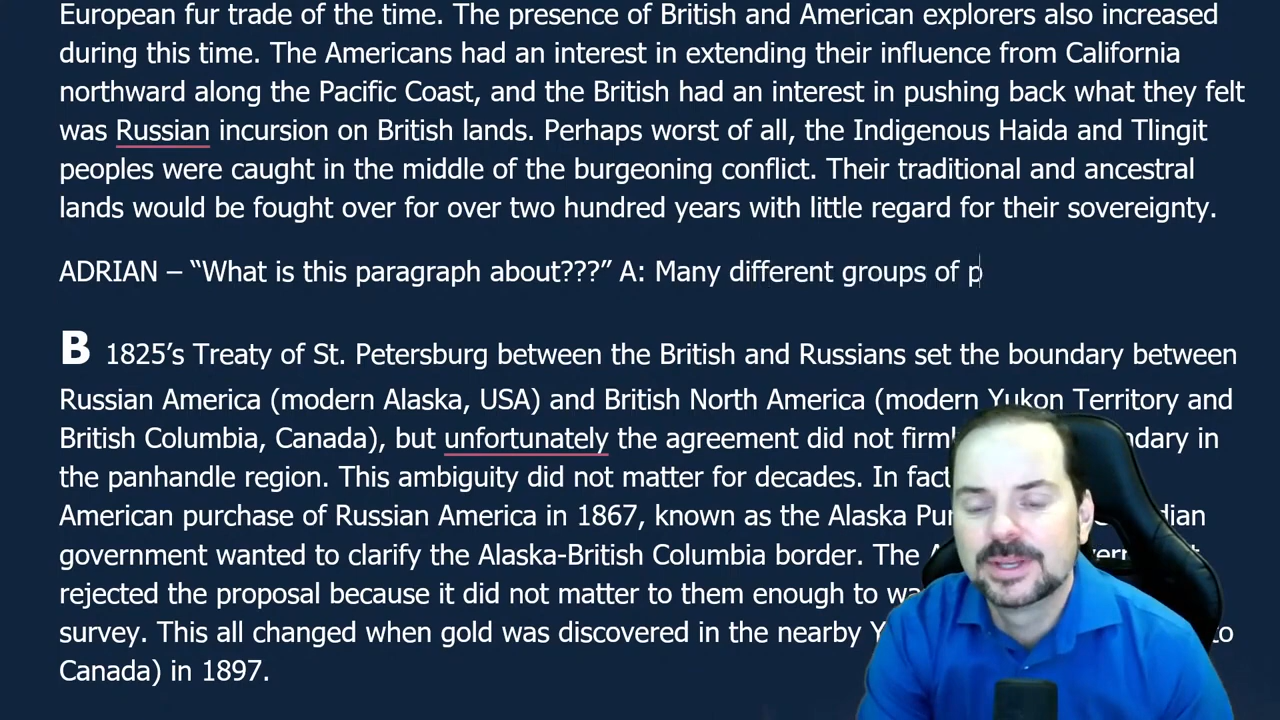 European fur trade of the time. The presence of British and American explorers also increased
during this time. The Americans had an interest in extending their influence from California
northward along the Pacific Coast, and the British had an interest in pushing back what they felt
was Russian incursion on British lands. Perhaps worst of all, the Indigenous Haida and Tlingit
peoples were caught in the middle of the burgeoning conflict. Their traditional and ancestral
lands would be fought over for over two hundred years with little regard for their sovereignty.
ADRIAN – “What is this paragraph about???” A: Many different groups of p
B 1825’s Treaty of St. Petersburg between the British and Russians set the boundary between
Russian America (modern Alaska, USA) and British North America (modern Yukon Territory and
British Columbia, Canada), but unfortunately the agreement did not in
the panhandle region. This ambiguity did not matter for decades. In fact
American purchase of Russian America in 1867, known as the Alaska
government wanted to clarify the Alaska-British Columbia border. The
rejected the proposal because it did not matter to them enough to
survey. This all changed when gold was discovered in the nearby to
Canada) in 1897.